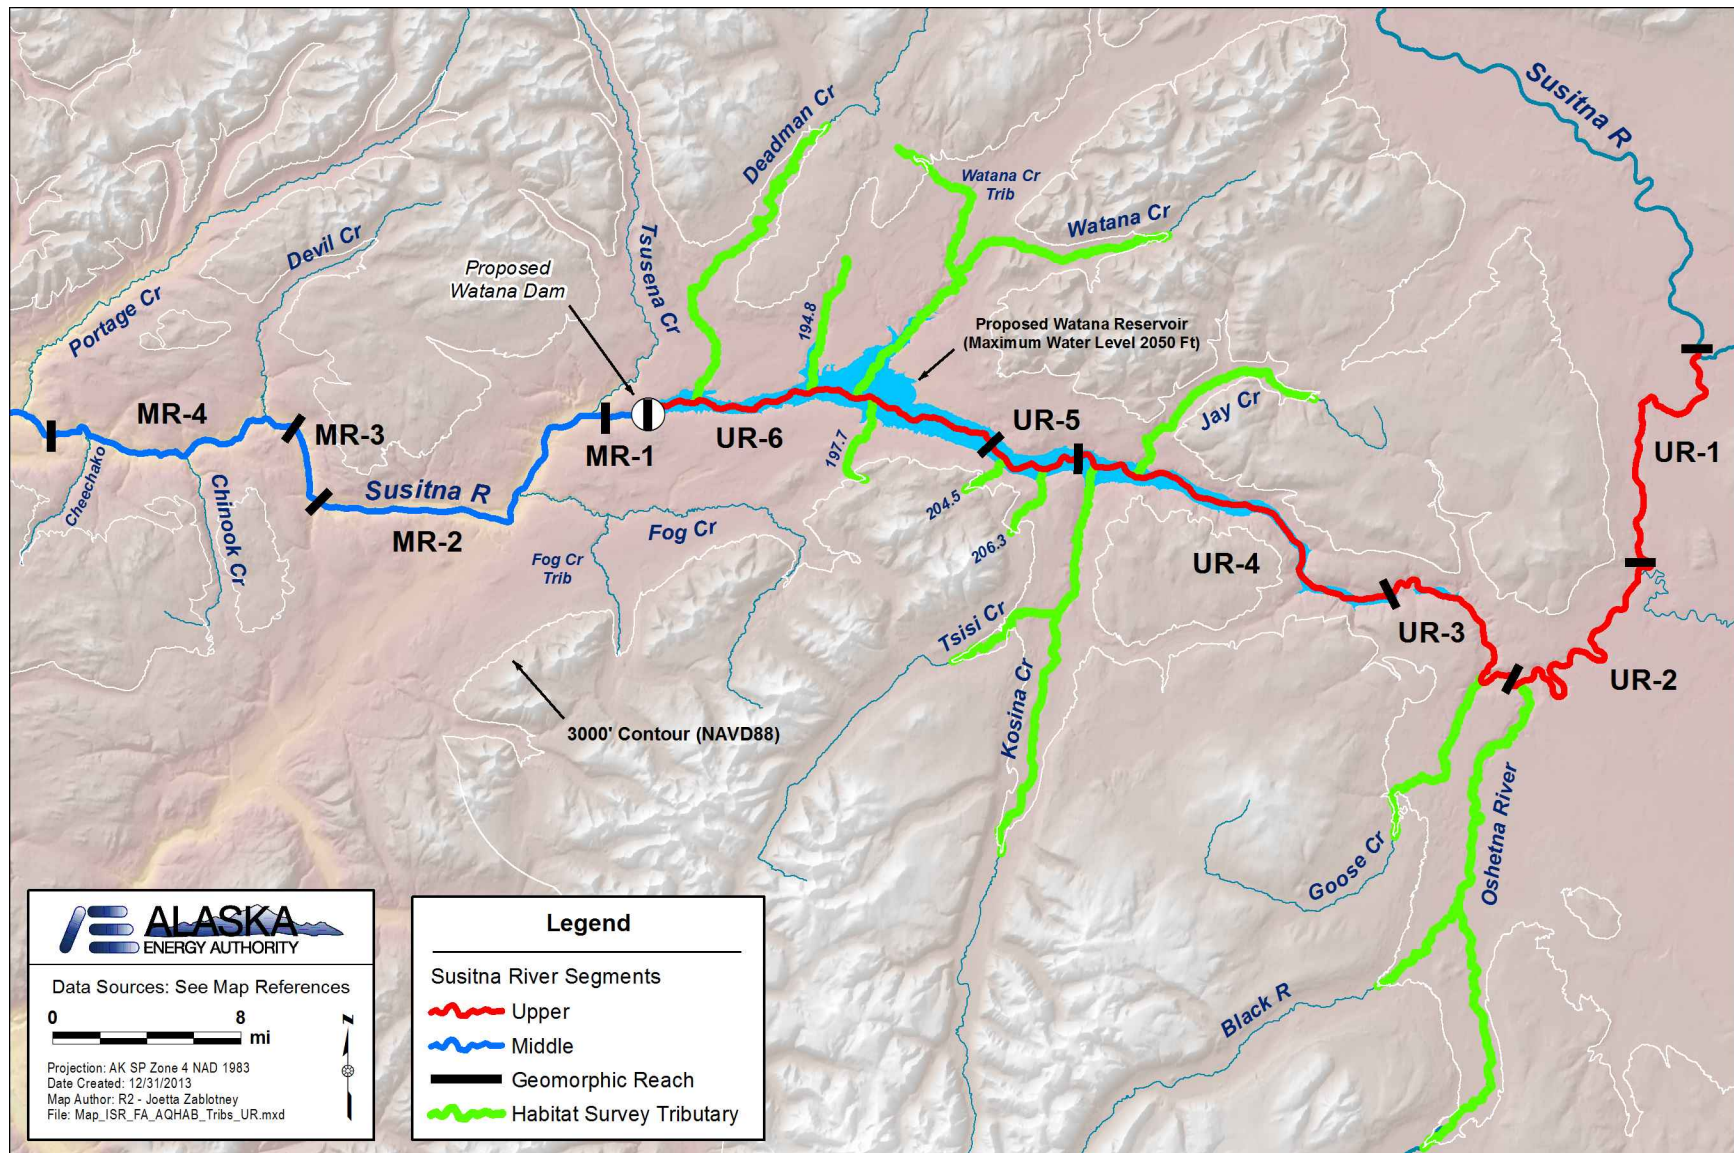 Susitna R
Deadman Cr
Watana Cr
Trib
Watana Cr
Devil Cr
Tsusena Cr
Proposed
Watana Dam
Portage Cr
194.8
Proposed Watana Reservoir
(Maximum Water Level 2050 Ft)
Jay Cr
MR-4
MR-3
MR-1
UR-6
UR-5
UR-1
197.7
Cheechako
Chinook Cr
Susitna R
MR-2
204.5
206.3
Fog Cr
Fog Cr
Trib
UR-4
Tsisi Cr
UR-3
UR-2
Kosina Cr
3000' Contour (NAVD88)
Oshetna River
Goose Cr
Black R
ALASKA
ENERGY AUTHORITY
Data Sources: See Map References
0 8
mi
N
Projection: AK SP Zone 4 NAD 1983
Date Created: 12/31/2013
Map Author: R2 - Joetta Zablotney
File: Map_ISR_FA_AQHAB_Tribs_UR.mxd
Legend
Susitna River Segments
Upper
Middle
Geomorphic Reach
Habitat Survey Tributary